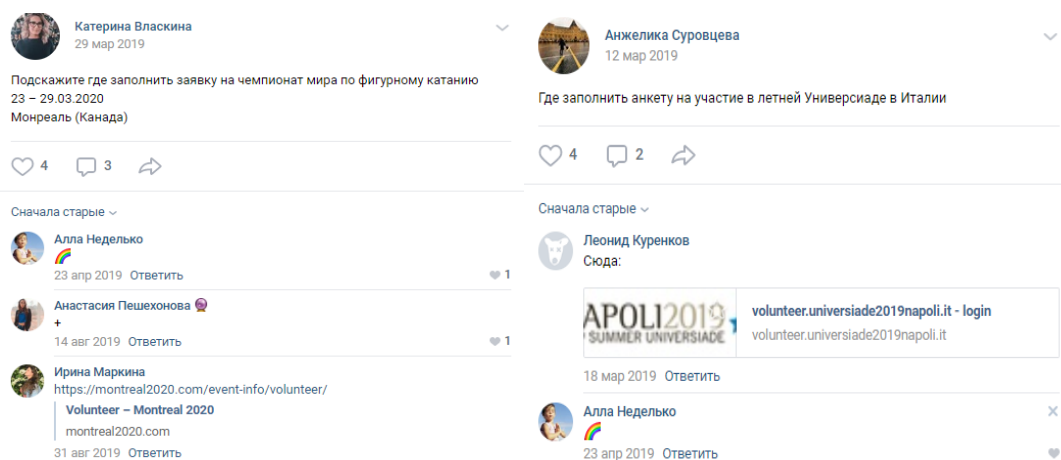 Катерина Власкина
29 мар 2019
Подскажите где заполнить заявку на чемпионат мира по фигурному катанию
23 – 29.03.2020
Монреаль (Канада)
4
3
Сначала старые
Алла Неделько
🌈
23 апр 2019 Ответить
1
Анастасия Пешехонова 🔮
+
14 авг 2019 Ответить
1
Ирина Маркина
https://montreal2020.com/event-info/volunteer/
Volunteer – Montreal 2020
montreal2020.com
31 авг 2019 Ответить
Анжелика Суровцева
12 мар 2019
Где заполнить анкету на участие в летней Универсиаде в Италии
4
2
Сначала старые
Леонид Куренков
Сюда:
APOLI2019
SUMMER UNIVERSIADE
volunteer.universiade2019napoli.it - login
volunteer.universiade2019napoli.it
18 мар 2019 Ответить
Алла Неделько
🌈
23 апр 2019 Ответить